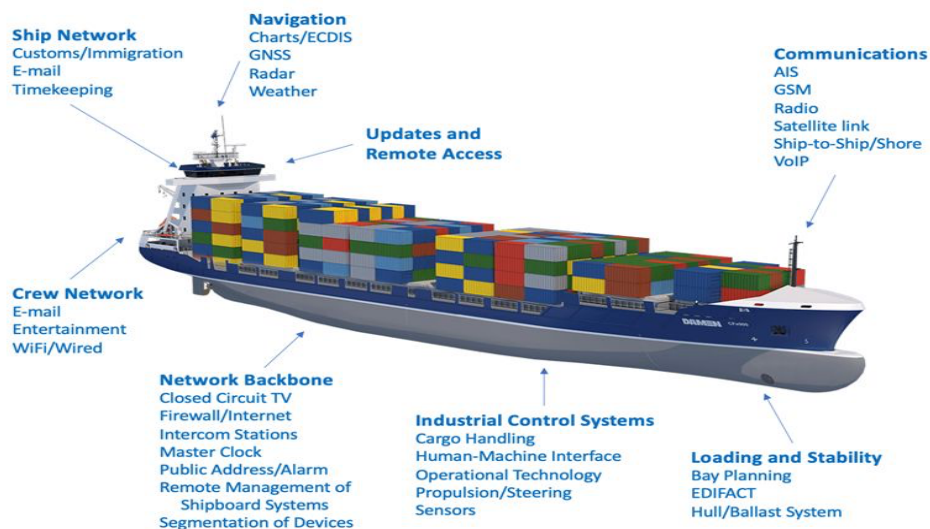 Ship Network
Customs/Immigration
E-mail
Timekeeping
Navigation
Charts/ECDIS
GNSS
Radar
Weather
Updates and
Remote Access
Communications
AIS
GSM
Radio
Satellite link
Ship-to-Ship/Shore
VoIP
Crew Network
E-mail
Entertainment
WiFi/Wired
Network Backbone
Closed Circuit TV
Firewall/Internet
Intercom Stations
Master Clock
Public Address/Alarm
Remote Management of
Shipboard Systems
Segmentation of Devices
Industrial Control Systems
Cargo Handling
Human-Machine Interface
Operational Technology
Propulsion/Steering
Sensors
Loading and Stability
Bay Planning
EDIFACT
Hull/Ballast System
DAMEN